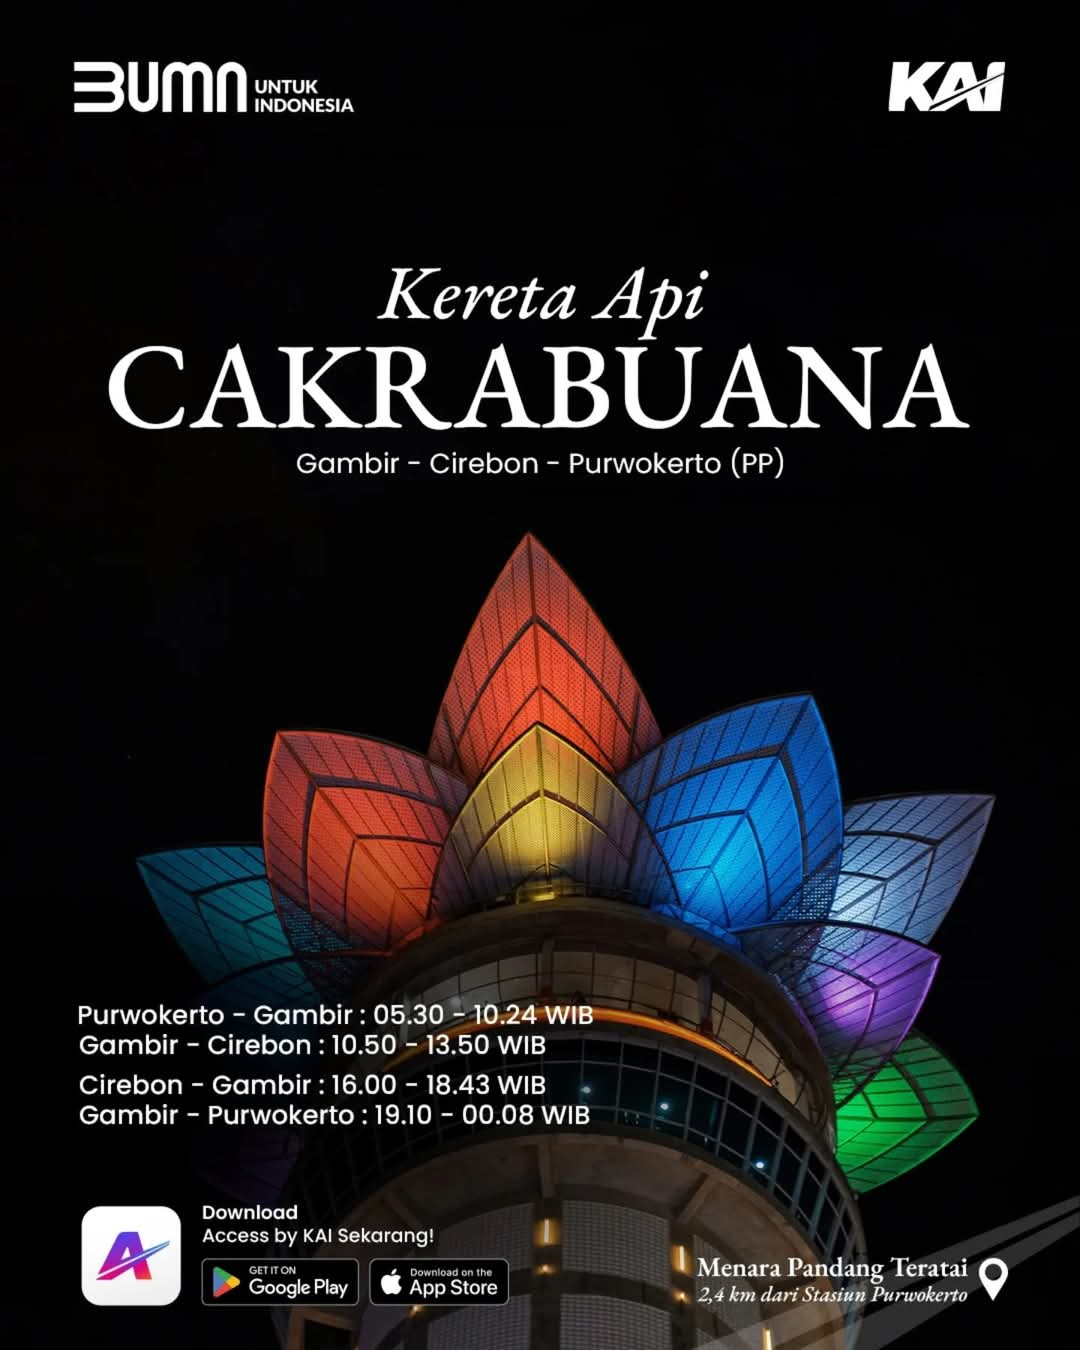 BUMN UNTUK
INDONESIA
KAI
Kereta Api
CAKRABUANA
Gambir - Cirebon - Purwokerto (PP)
Purwokerto - Gambir : 05.30 - 10.24 WIB
Gambir - Cirebon : 10.50 - 13.50 WIB
Cirebon - Gambir : 16.00 - 18.43 WIB
Gambir - Purwokerto : 19.10 - 00.08 WIB
A
Download
Access by KAI Sekarang!
GET IT ON
Google Play
Download on the
App Store
Menara Pandang Teratai
2,4 km dari Stasiun Purwokerto